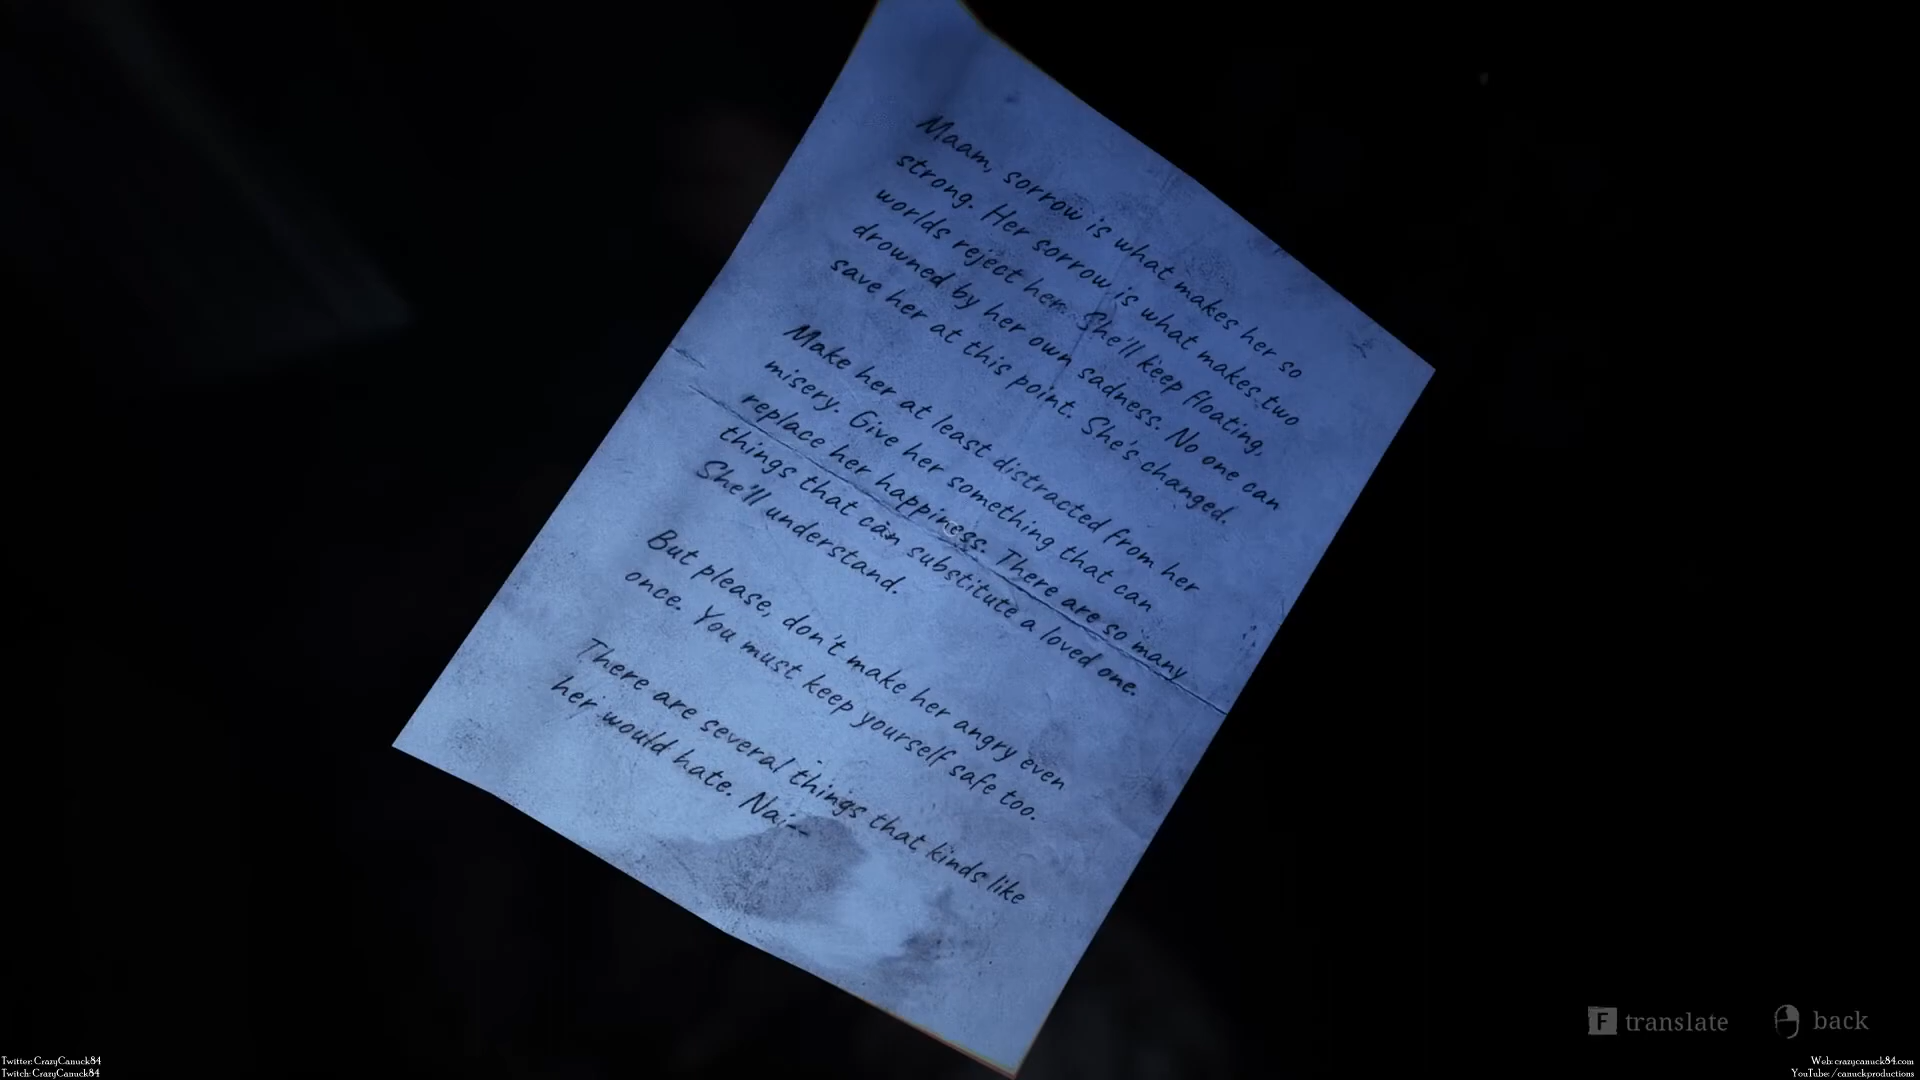 Maam, sorrow is what makes her so
strong. Her sorrow is what makes two
worlds reject her. She'll keep floating,
drowned by her own sadness. No one can
save her at this point. She's changed.
Make her at least distracted from her
misery. Give her something that can
replace her happiness. There are so many
things that can substitute a loved one.
She'll understand.
But please, don't make her angry even
once. You must keep yourself safe too.
There are several things that kinds like
her would hate. Nai--
F translate
back
Twitter: CrazyCanuck84
Twitch: CrazyCanuck84
Web: crazycanuck84.com
YouTube: /canuckproductions